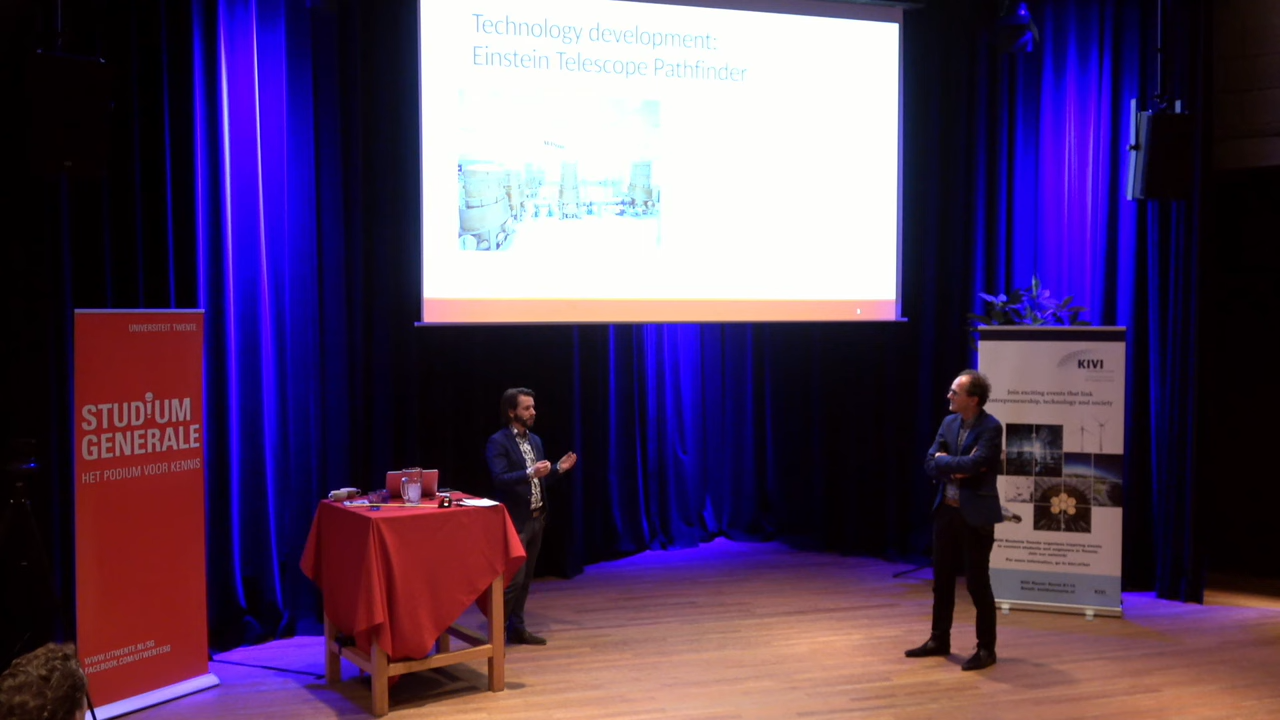 Technology development:
Einstein Telescope Pathfinder
UNIVERSITEIT TWENTE
STUDIUM
GENERALE
HET PODIUM VOOR KENNIS
WWW.UTWENTE.NL/SG
FACEBOOK.COM/UTWENTESG
KIVI
Join exciting events that link
entrepreneurship, technology and society